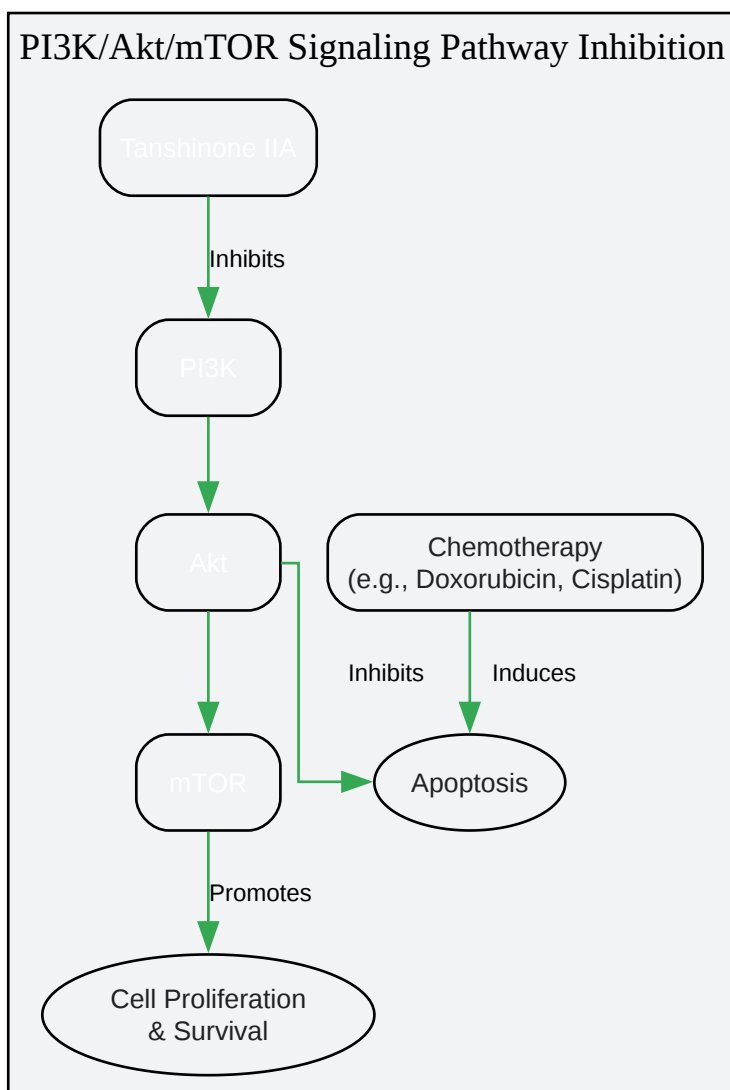 PI3K/Akt/mTOR Signaling Pathway Inhibition
Tanshinone IIA
Inhibits
PI3K
Akt
Chemotherapy
(e.g., Doxorubicin, Cisplatin)
Inhibits
Induces
mTOR
Apoptosis
Promotes
Cell Proliferation
& Survival